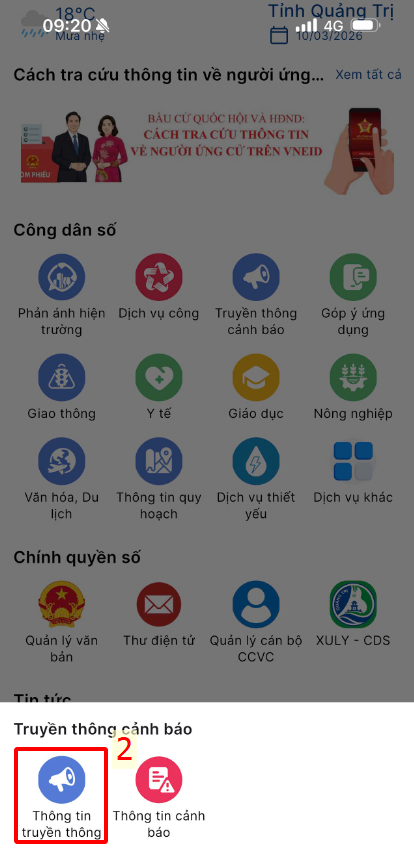 18°C
Tỉnh Quảng Trị
09:20
4G
Mưa nhẹ
10/03/2026
Cách tra cứu thông tin về người ứng...
Xem tất cả
BẦU CỬ QUỐC HỘI VÀ HĐND:
CÁCH TRA CỨU THÔNG TIN
VỀ NGƯỜI ỨNG CỬ TRÊN VNEID
M PHIẾU
Công dân số
Phản ánh hiện
trường
Dịch vụ công
Truyền thông
cảnh báo
Góp ý ứng
dụng
Giao thông
Y tế
Giáo dục
Nông nghiệp
Văn hóa, Du
lịch
Thông tin quy
hoạch
Dịch vụ thiết
yếu
Dịch vụ khác
Chính quyền số
Quản lý văn
bản
Thư điện tử
Quản lý cán bộ
CCVC
XULY - CDS
Tin tức
Truyền thông cảnh báo
2
Thông tin
truyền thông
Thông tin cảnh
báo